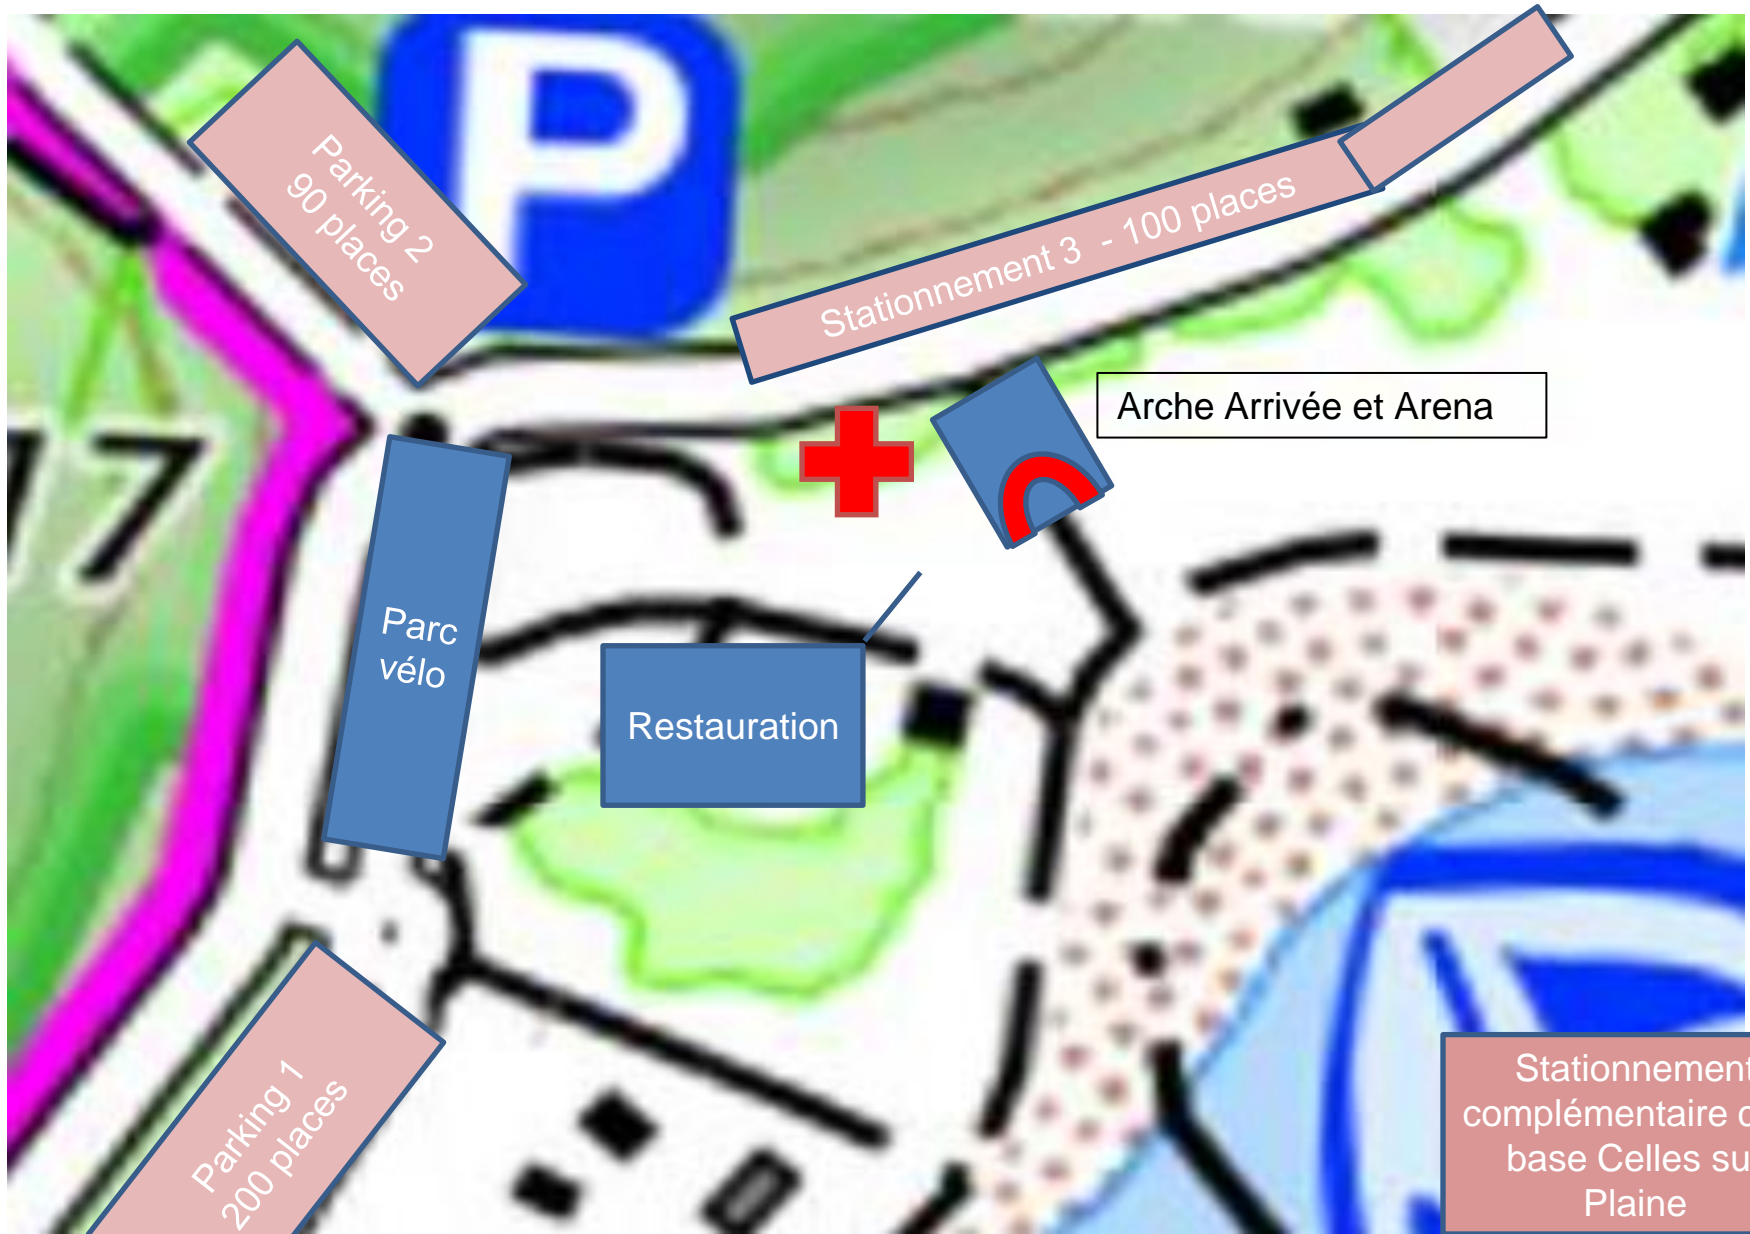 Parking 2
90 places
P
Stationnement 3 - 100 places
Arche Arrivée et Arena
17
Parc
vélo
Restauration
Parking 1
200 places
Stationnement
complémentaire
base Celles su
Plaine